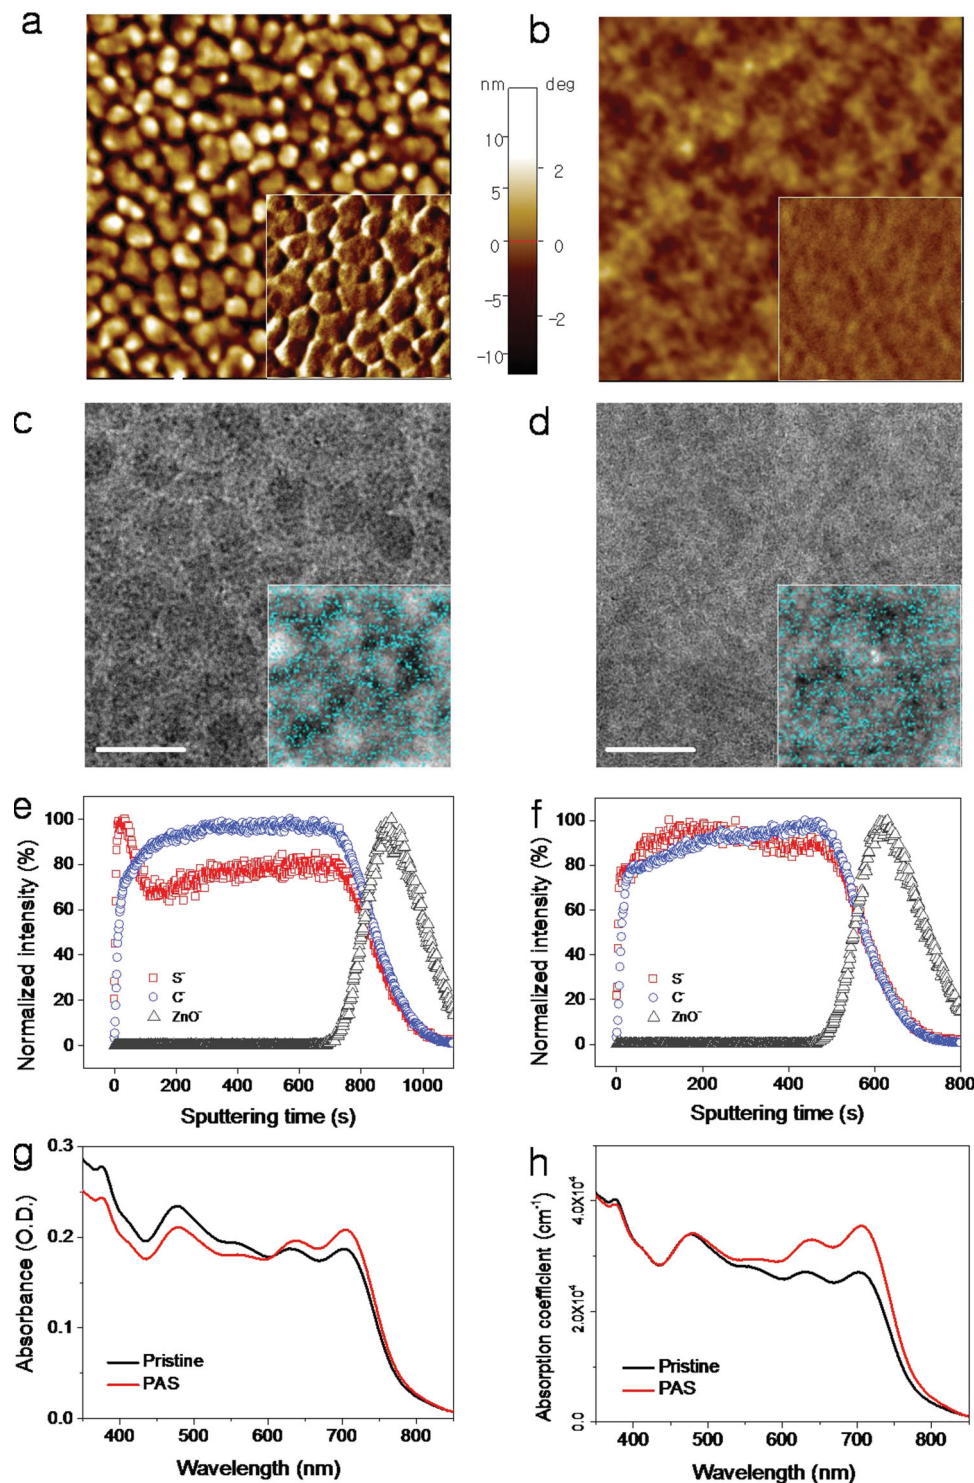 a
b
nm deg
10
5
0
-5
-10
2
0
-2
c
d
e
Normalized intensity (%)
100
80
60
40
20
0
S⁻
C⁻
ZnO⁻
0 200 400 600 800 1000
Sputtering time (s)
f
Normalized intensity (%)
100
80
60
40
20
0
S⁻
C⁻
ZnO⁻
0 200 400 600 800
Sputtering time (s)
g
Absorbance (O.D.)
0.3
0.2
0.1
0.0
Pristine
PAS
400 500 600 700 800
Wavelength (nm)
h
Absorption coefficient (cm⁻¹)
4.0X10⁴
2.0X10⁴
0.0
Pristine
PAS
400 500 600 700 800
Wavelength (nm)